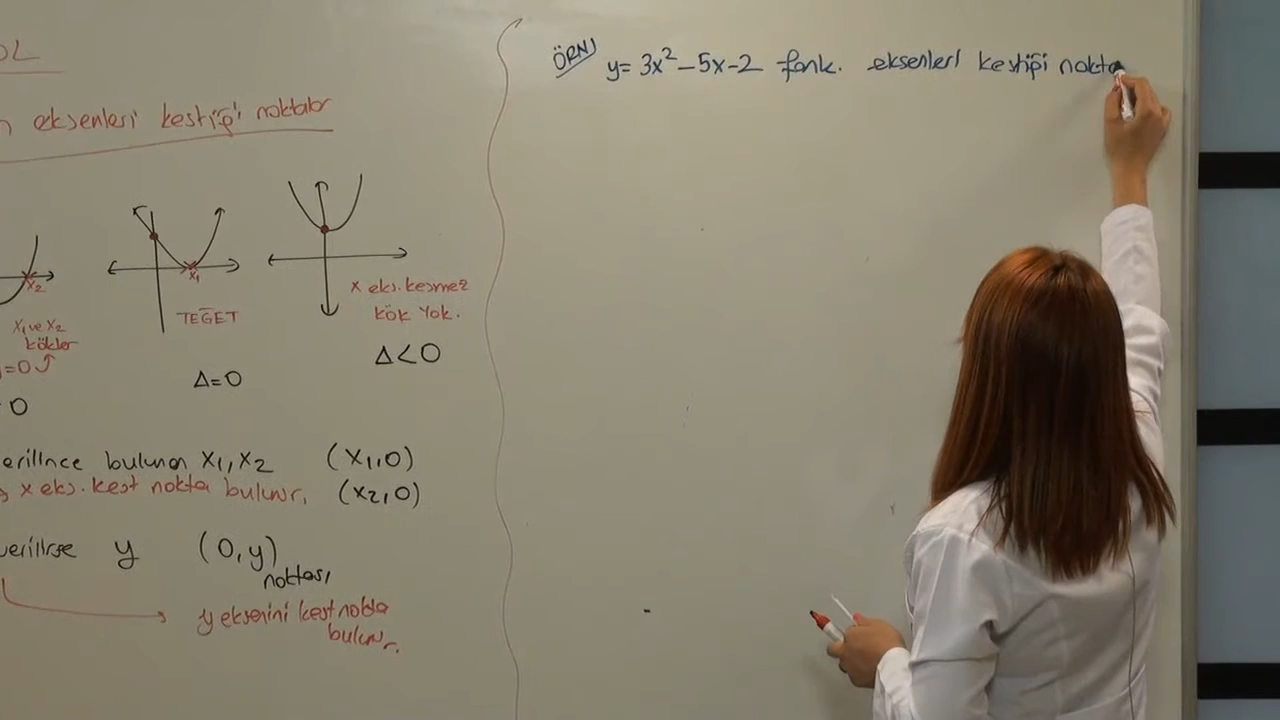 OL
n eksenleri kestiği noktalar
x₂
x₁
x₁ ve x₂
kökler
=0
TEĞET
x eks. kesmez
kök yok.
Δ=0
Δ<0
0
erilince bulunan x₁,x₂ (x₁,0)
x eks. kest nokta bulunur. (x₂,0)
verilirse y (0,y)
noktası
y eksenini kest nokta
bulunur.
ÖRN) y=3x²-5x-2 fonk. eksenleri kestiği nokta